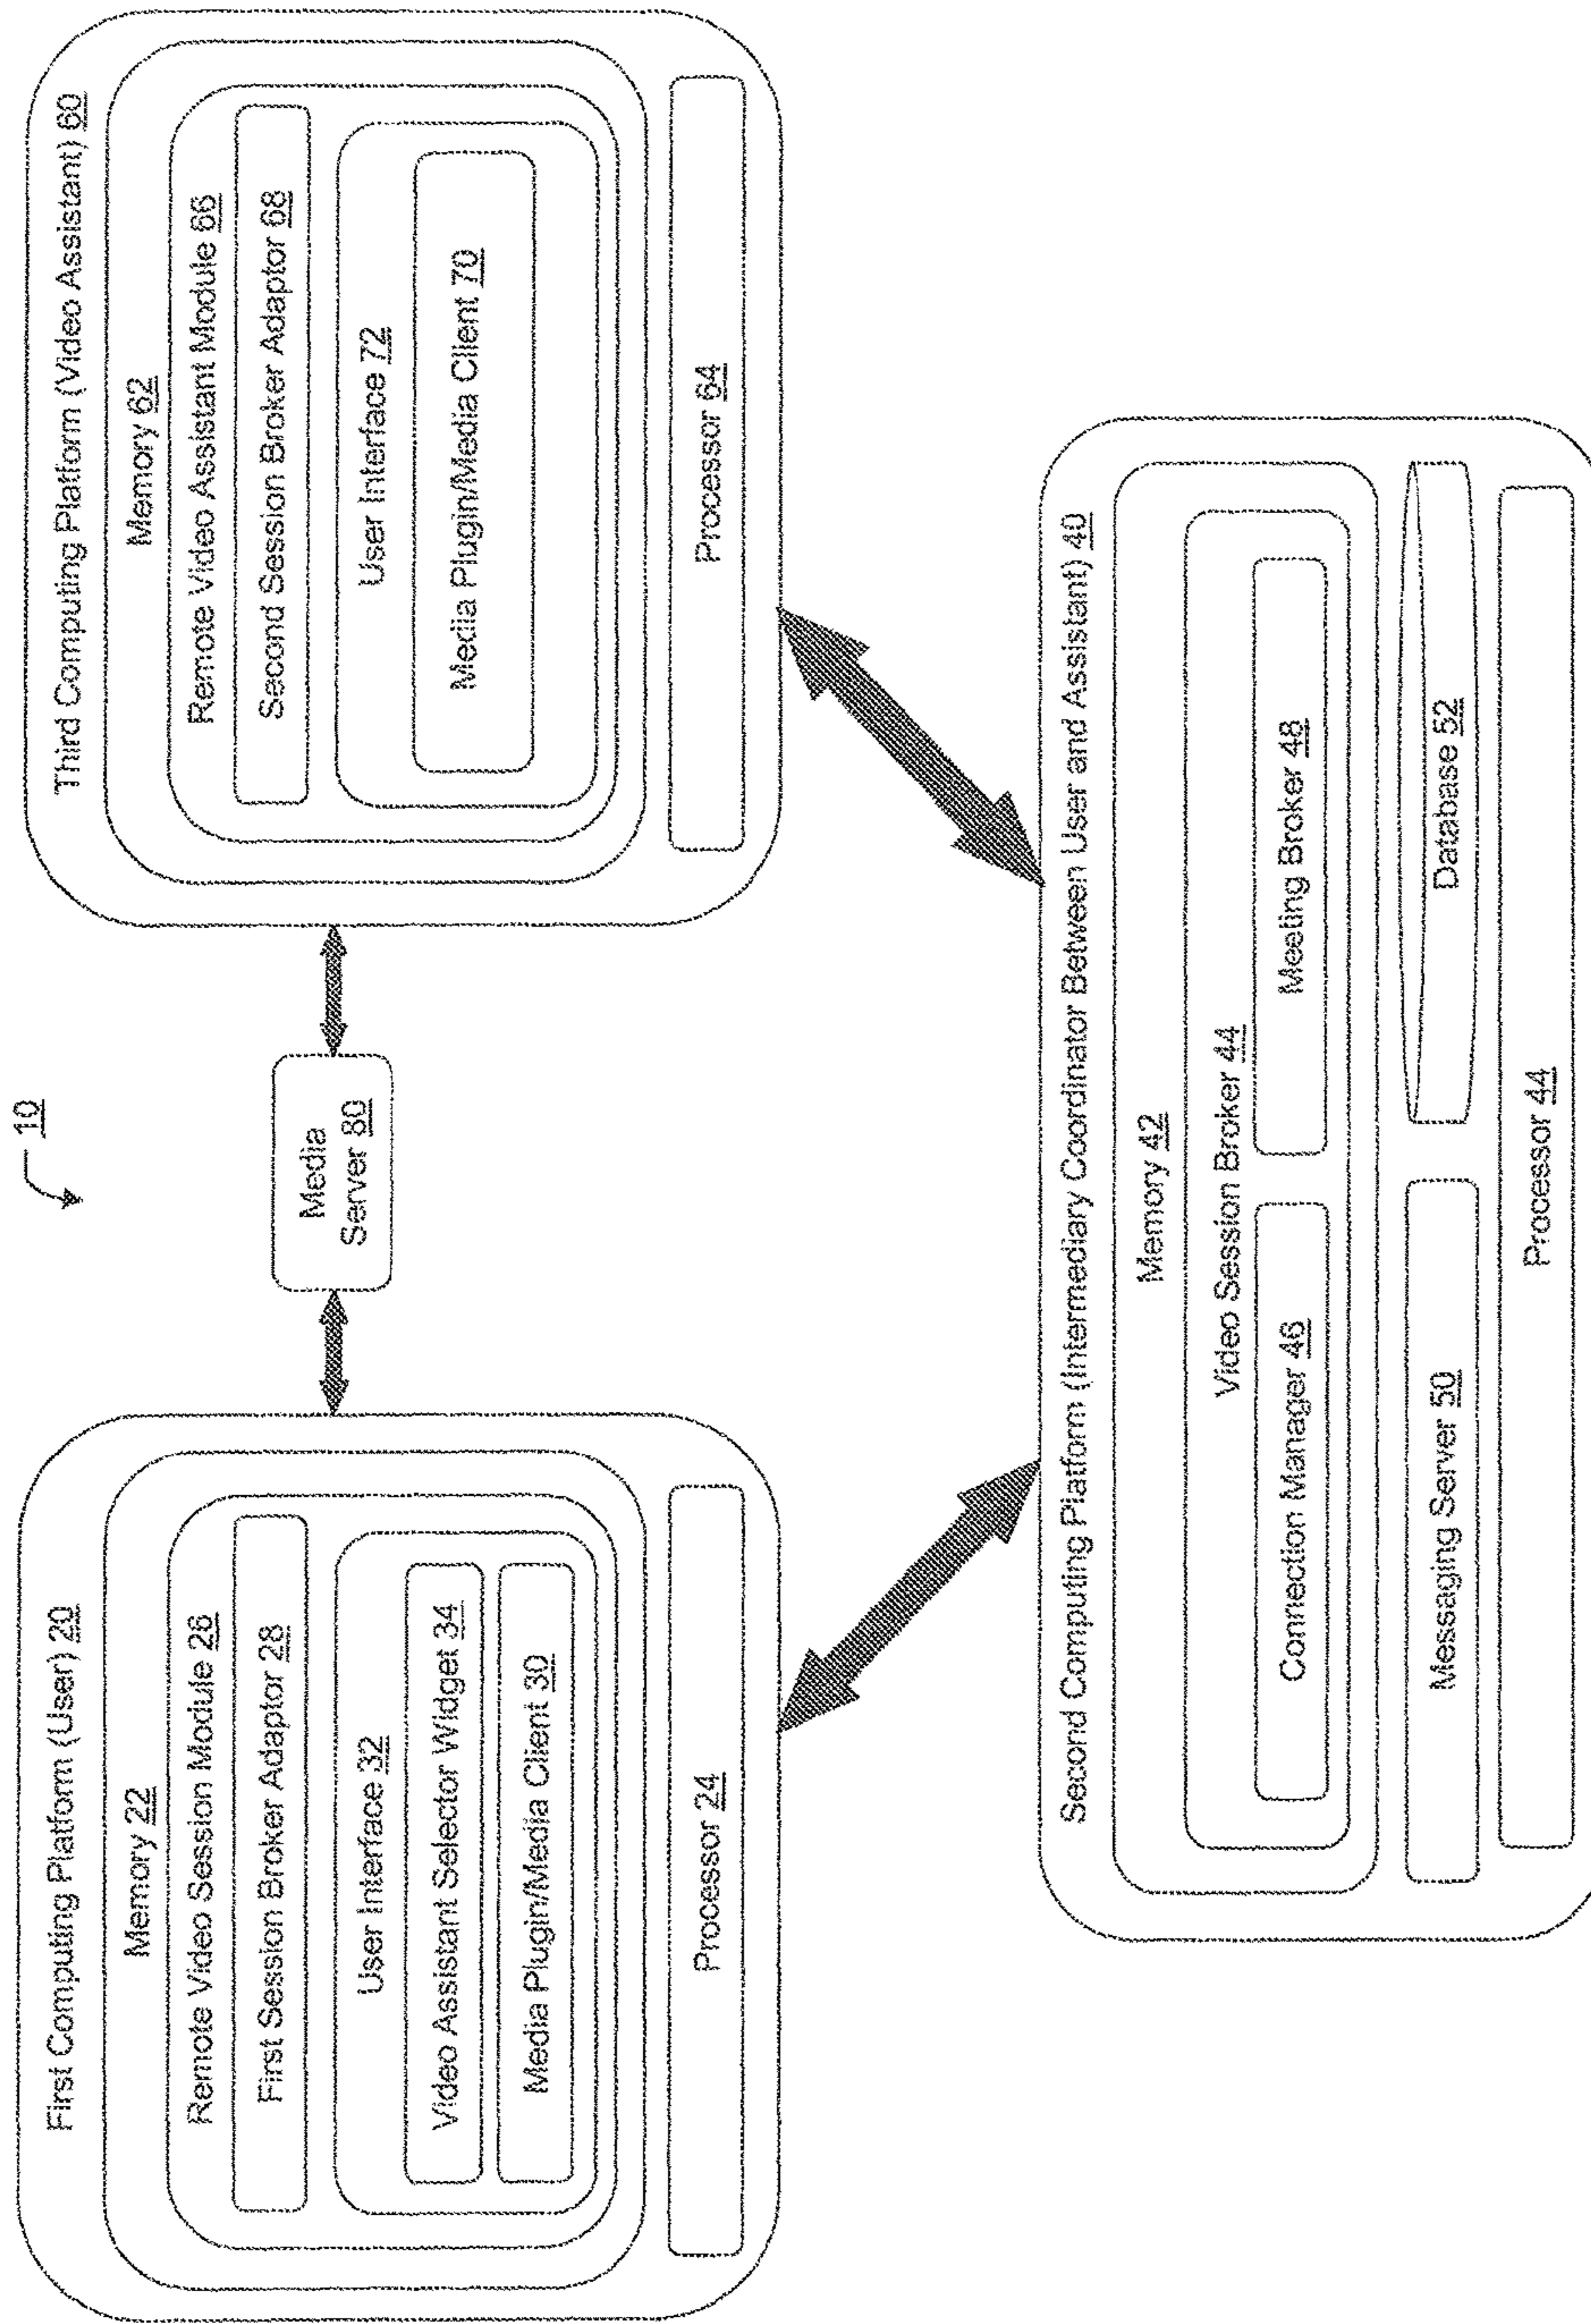 10
First Computing Platform (User) 20
Memory 22
Remote Video Session Module 26
First Session Broker Adaptor 28
User Interface 32
Video Assistant Selector Widget 34
Media Plugin/Media Client 30
Processor 24
Media
Server 80
Third Computing Platform (Video Assistant) 60
Memory 62
Remote Video Assistant Module 66
Second Session Broker Adaptor 68
User Interface 72
Media Plugin/Media Client 70
Processor 64
Second Computing Platform (Intermediary Coordinator Between User and Assistant) 40
Memory 42
Video Session Broker 44
Connection Manager 46
Meeting Broker 48
Messaging Server 50
Database 52
Processor 44